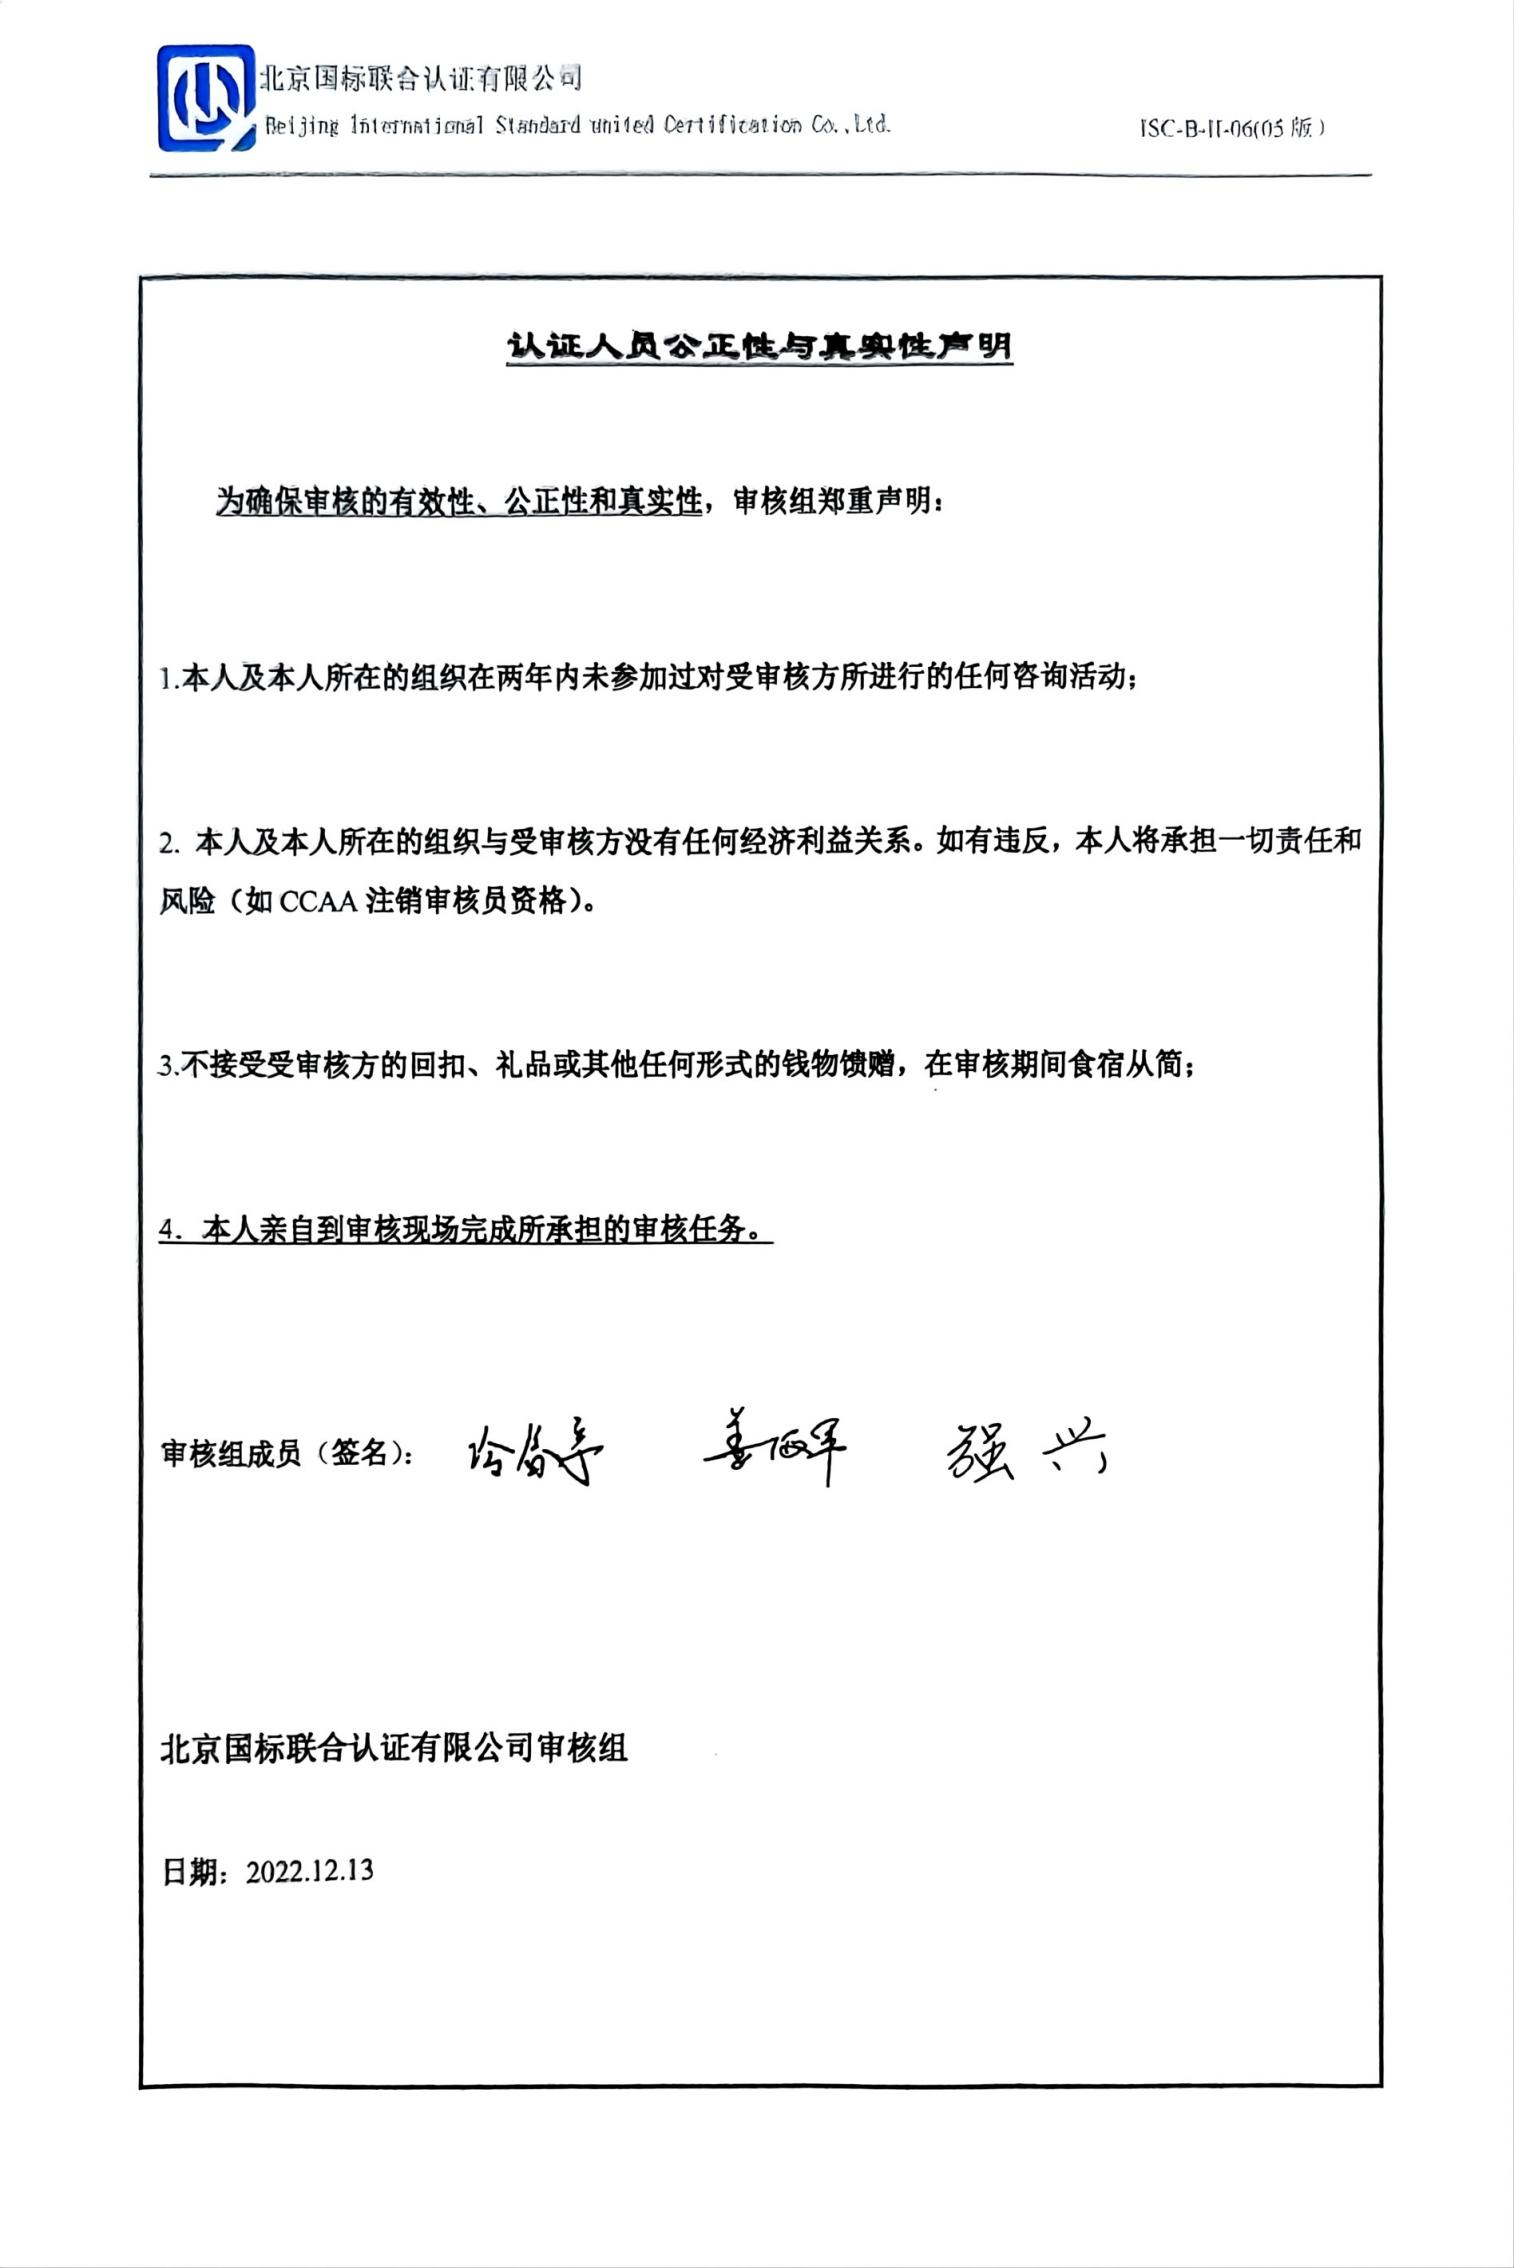 北京国标联合认证有限公司
Beijing International Standard united Certification Co.,Ltd.
ISC-B-II-06(05版)
认证人员公正性与真实性声明
为确保审核的有效性、公正性和真实性，审核组郑重声明：
1.本人及本人所在的组织在两年内未参加过对受审核方所进行的任何咨询活动；
2. 本人及本人所在的组织与受审核方没有任何经济利益关系。如有违反，本人将承担一切责任和
风险（如 CCAA 注销审核员资格）。
3.不接受受审核方的回扣、礼品或其他任何形式的钱物馈赠，在审核期间食宿从简；
4. 本人亲自到审核现场完成所承担的审核任务。
审核组成员（签名）： 姜海军 强兴
北京国标联合认证有限公司审核组
日期：2022.12.13